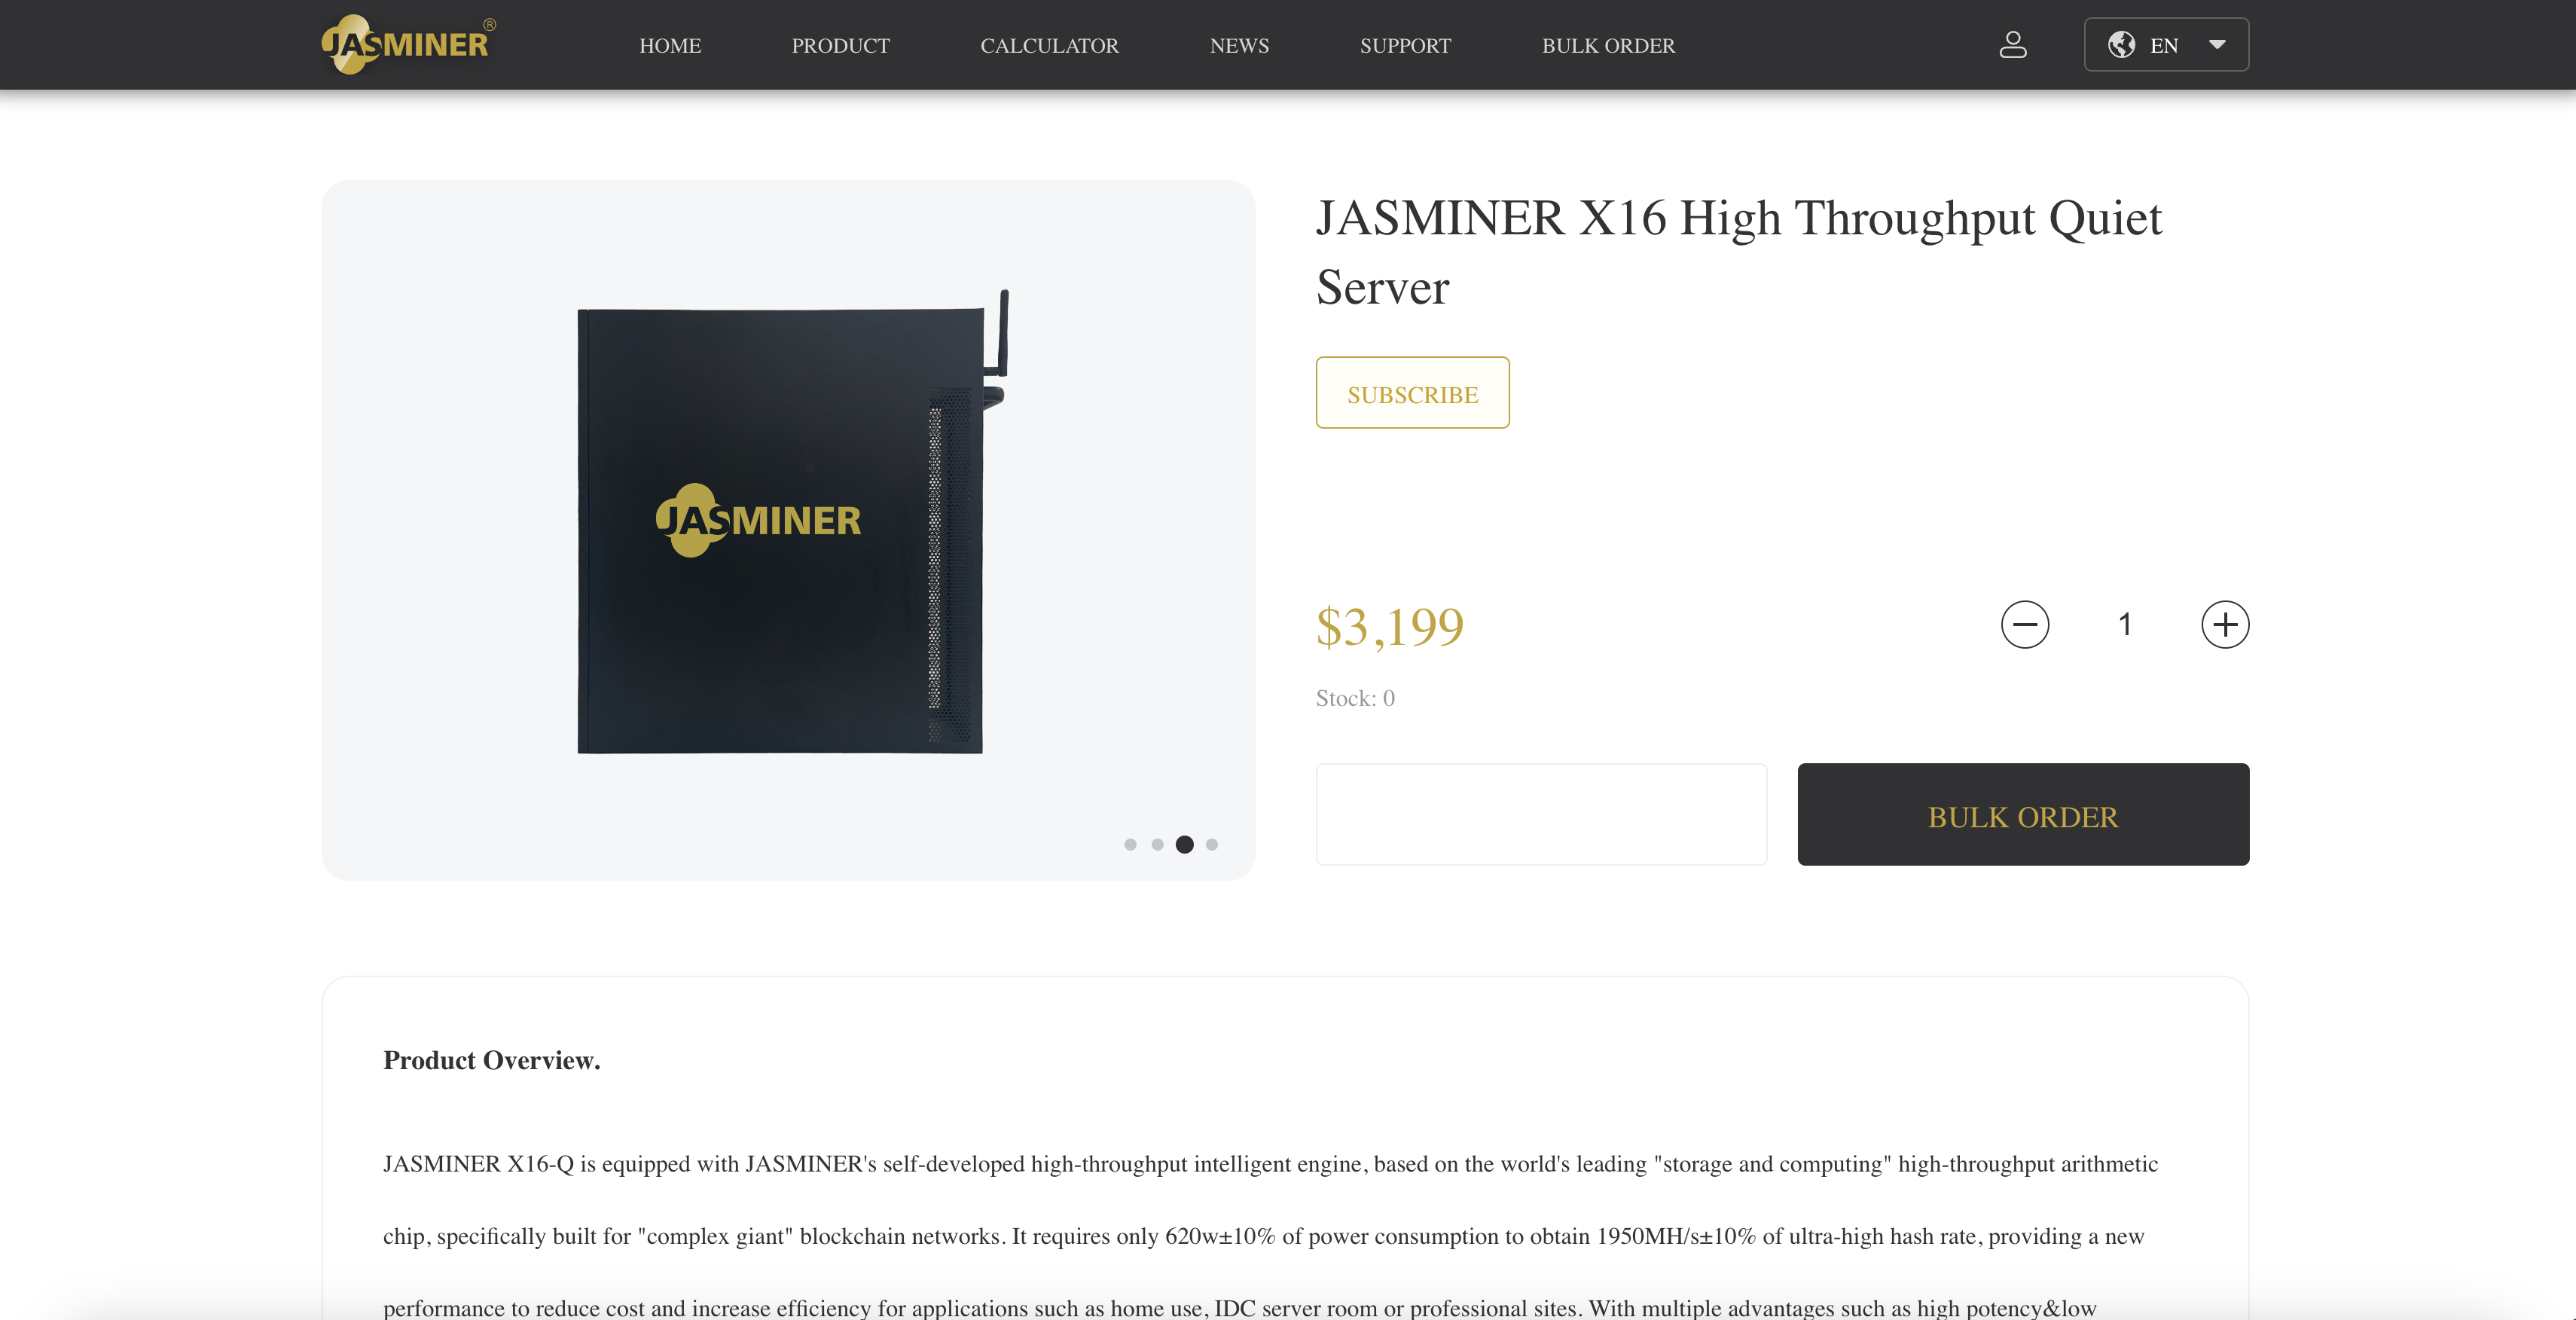 JASMINER®
HOME
PRODUCT
CALCULATOR
NEWS
SUPPORT
BULK ORDER
EN
JASMINER
JASMINER X16 High Throughput Quiet
Server
SUBSCRIBE
$3,199
1
Stock: 0
BULK ORDER
Product Overview.
JASMINER X16-Q is equipped with JASMINER's self-developed high-throughput intelligent engine, based on the world's leading "storage and computing" high-throughput arithmetic
chip, specifically built for "complex giant" blockchain networks. It requires only 620w±10% of power consumption to obtain 1950MH/s±10% of ultra-high hash rate, providing a new
performance to reduce cost and increase efficiency for applications such as home use, IDC server room or professional sites. With multiple advantages such as high potency&low